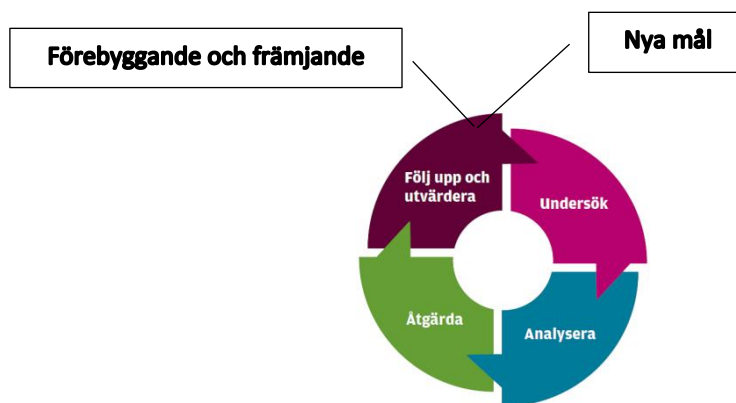 Nya mål
Förebyggande och främjande
Följ upp och
utvärdera
Undersök
Åtgärda
Analysera